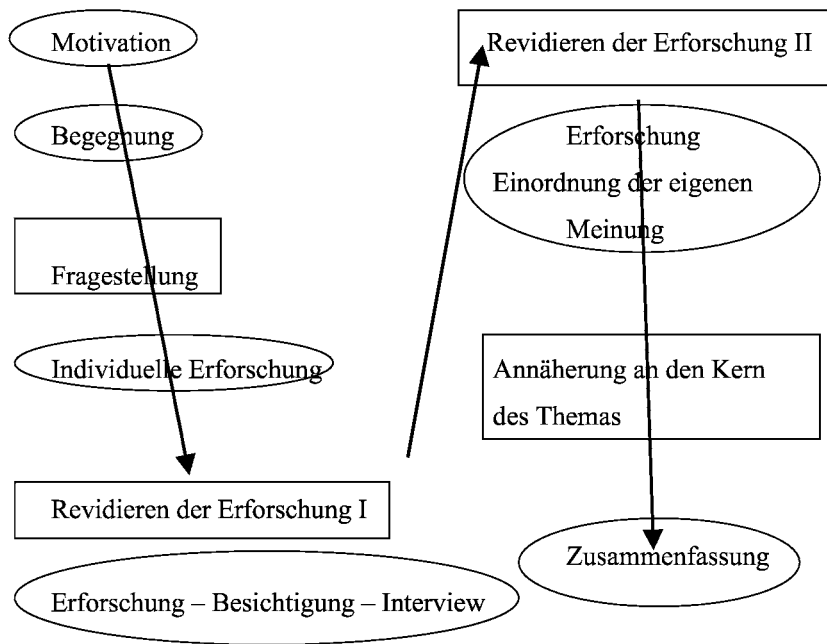 Motivation
Begegnung
Fragestellung
Individuelle Erforschung
Revidieren der Erforschung I
Erforschung – Besichtigung – Interview
Revidieren der Erforschung II
Erforschung
Einordnung der eigenen
Meinung
Annäherung an den Kern
des Themas
Zusammenfassung